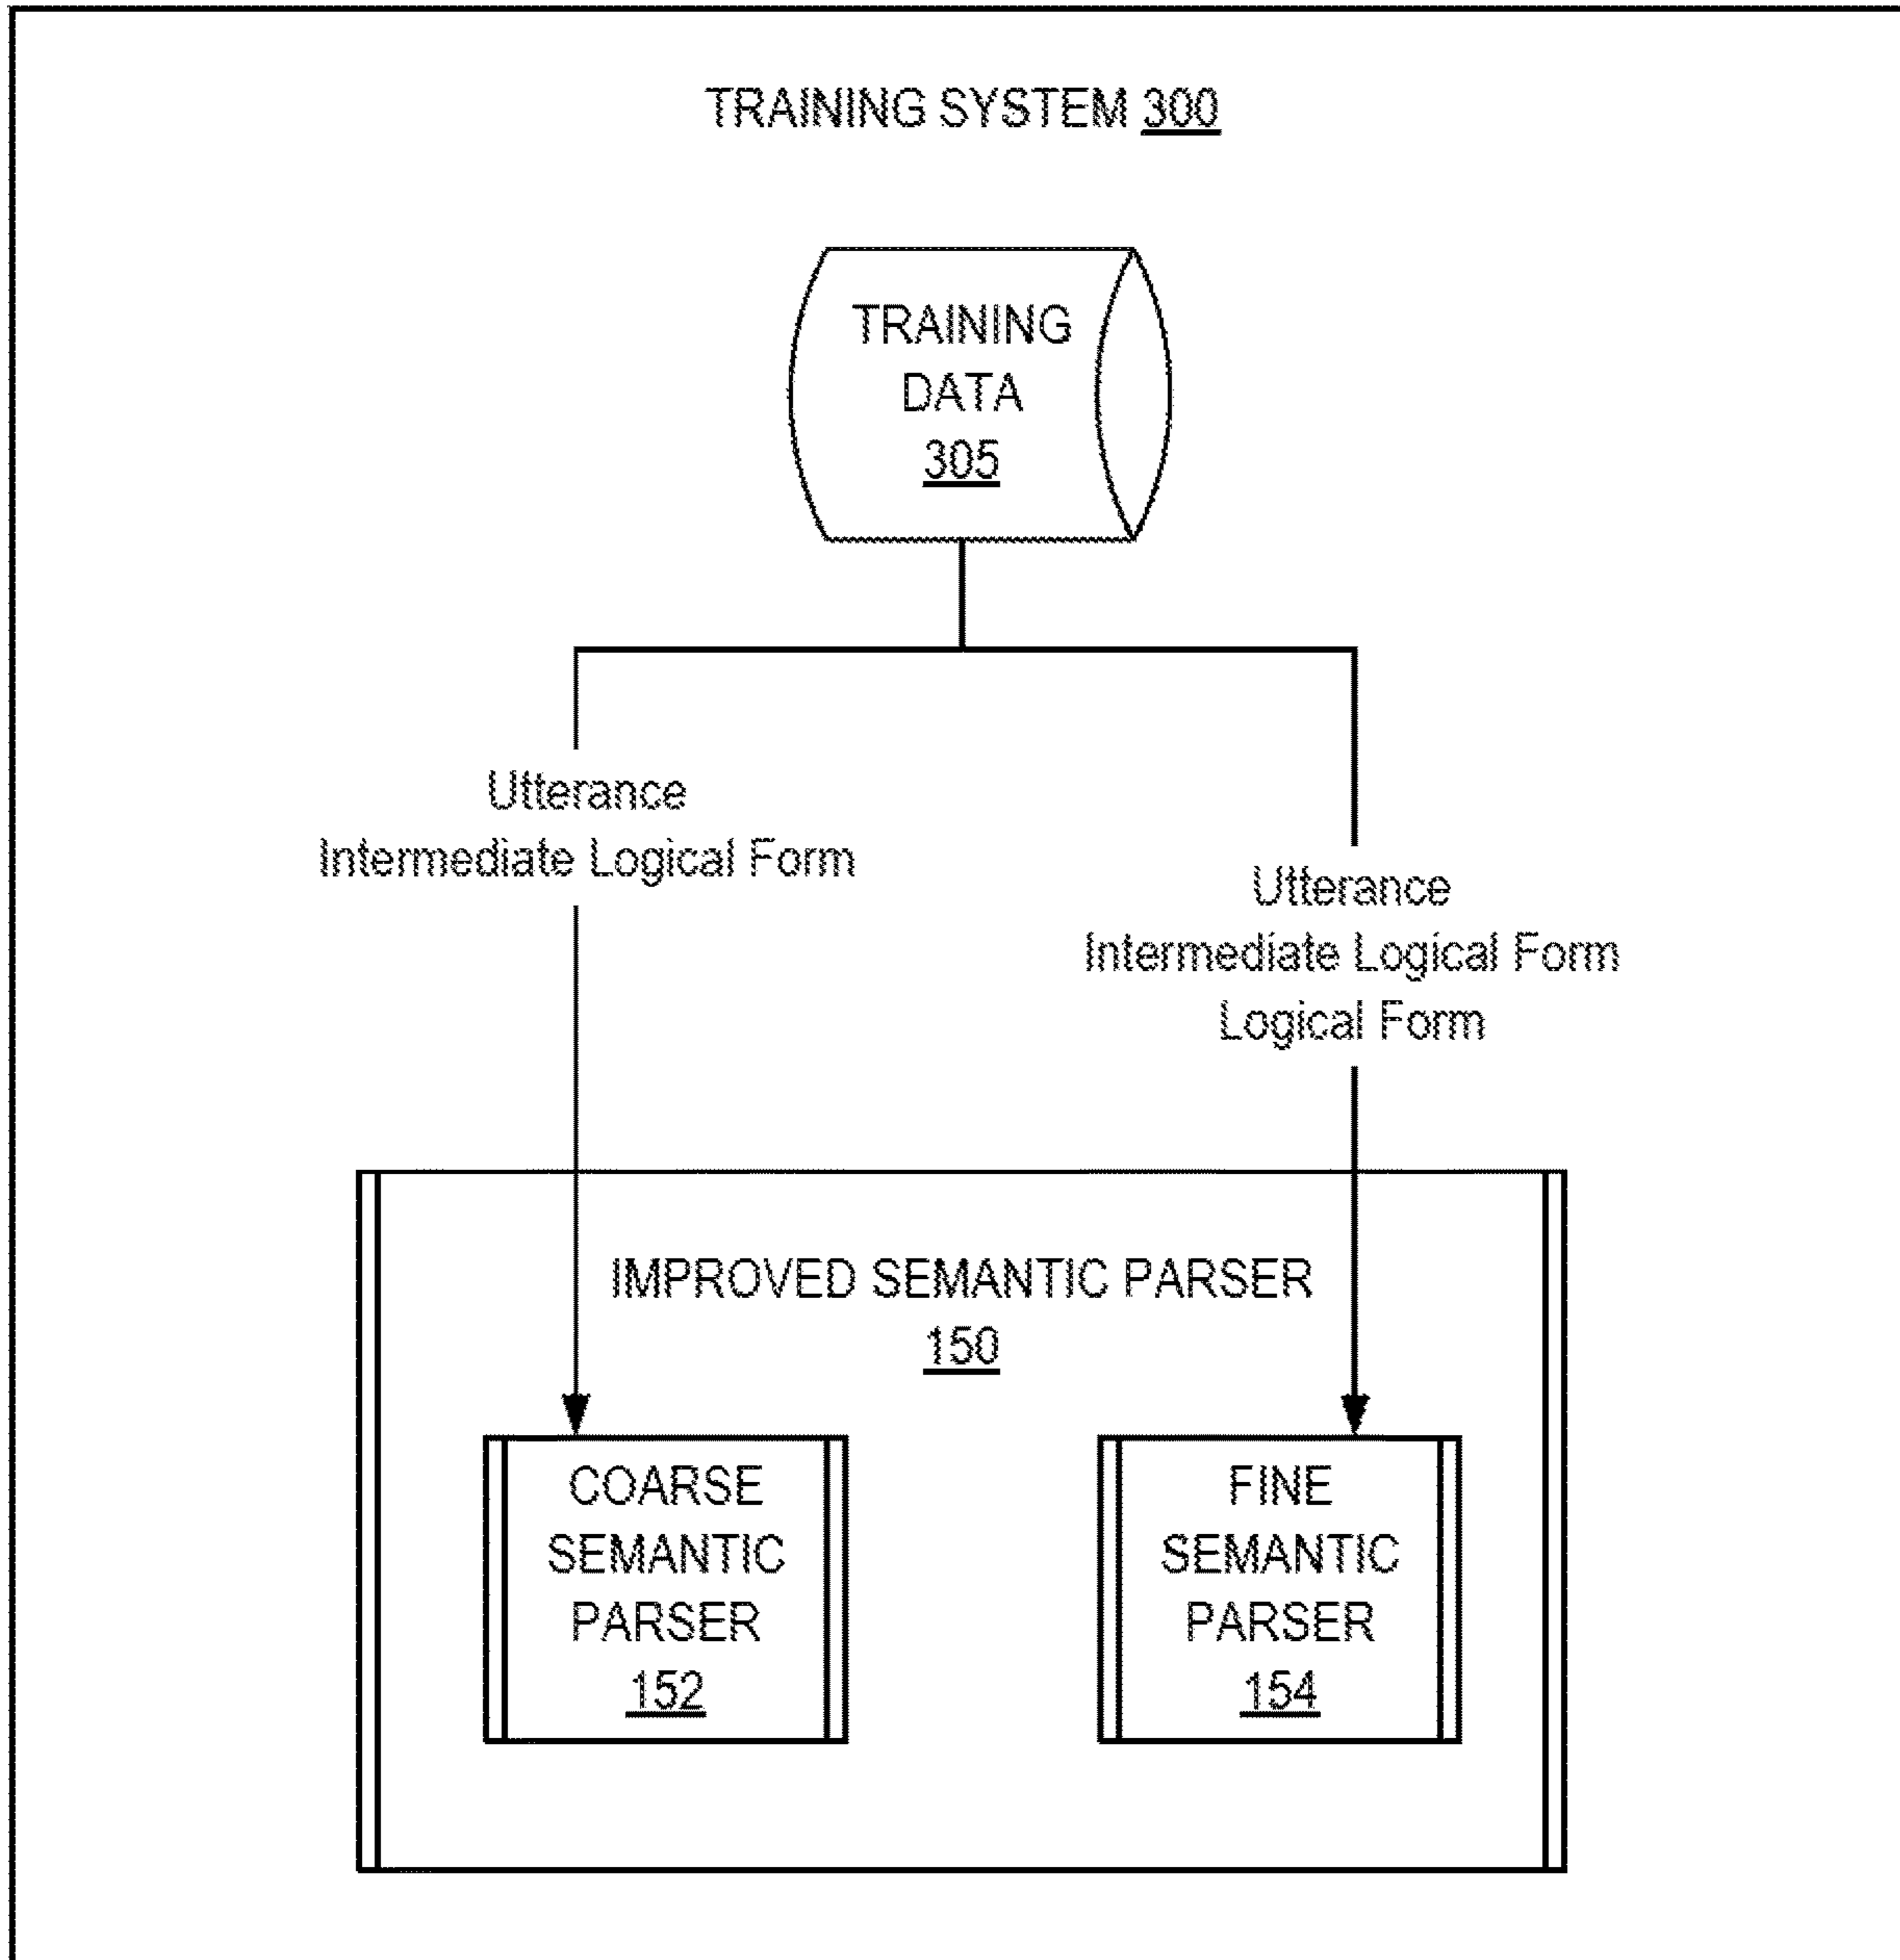 TRAINING SYSTEM 300
TRAINING
DATA
305
Utterance
Intermediate Logical Form
Utterance
Intermediate Logical Form
Logical Form
IMPROVED SEMANTIC PARSER
150
COARSE
SEMANTIC
PARSER
152
FINE
SEMANTIC
PARSER
154